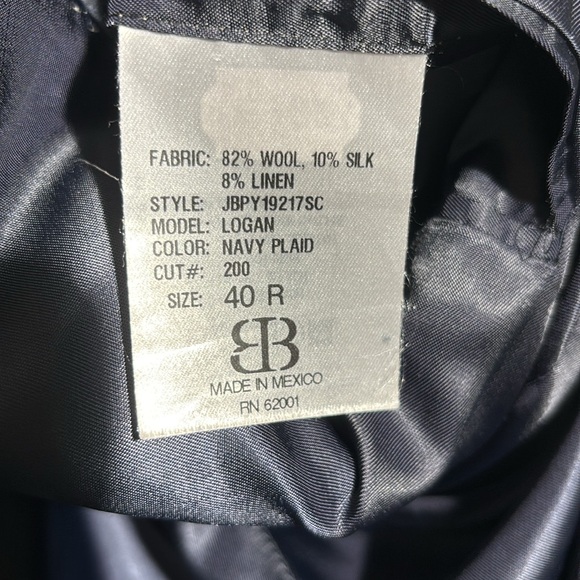 FABRIC: 82% WOOL, 10% SILK
8% LINEN
STYLE: JBPY19217SC
MODEL: LOGAN
COLOR: NAVY PLAID
CUT#: 200
SIZE: 40 R
BB
MADE IN MEXICO
RN 62001